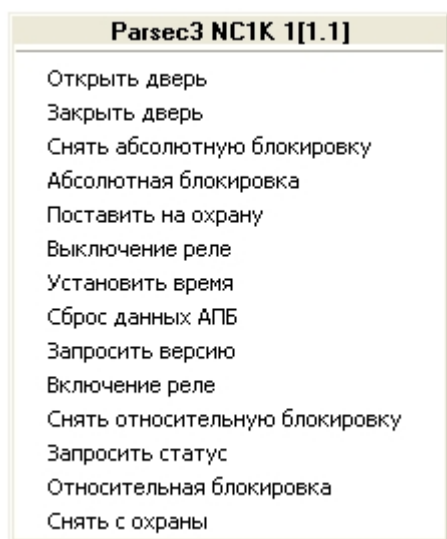 Parsec3 NC1K 1[1.1]
Открыть дверь
Закрыть дверь
Снять абсолютную блокировку
Абсолютная блокировка
Поставить на охрану
Выключение реле
Установить время
Сброс данных АПБ
Запросить версию
Включение реле
Снять относительную блокировку
Запросить статус
Относительная блокировка
Снять с охраны